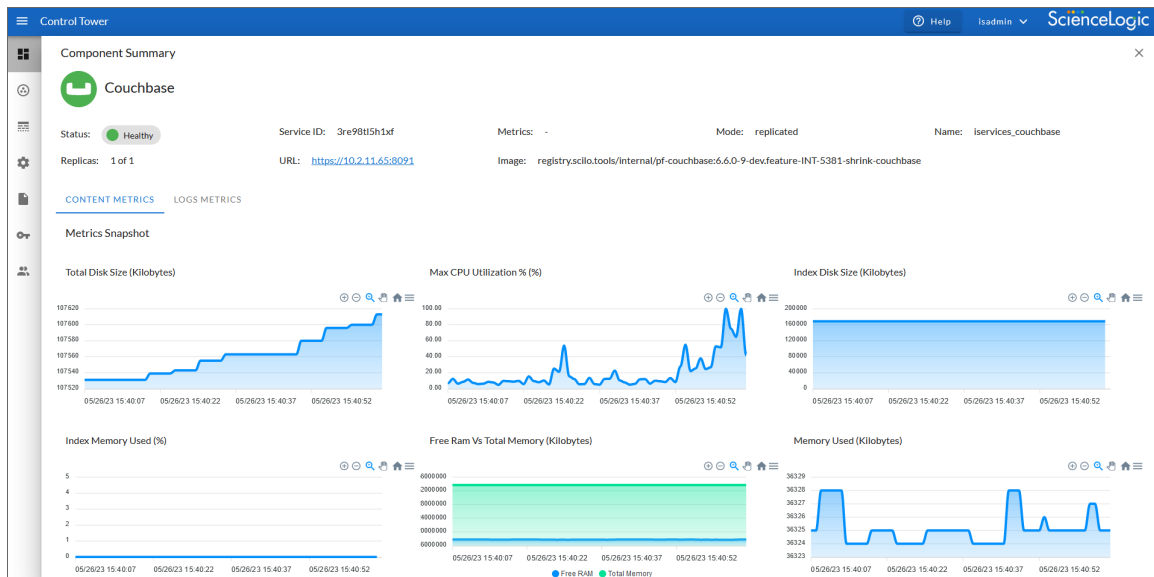 Control Tower
Help
isadmin
ScienceLogic
Component Summary
Couchbase
Status: Healthy
Service ID: 3re98tl5h1xf
Metrics: -
Mode: replicated
Name: iservices_couchbase
Replicas: 1 of 1
URL: https://10.2.11.65:8091
Image: registry.scilo.tools/internal/pf-couchbase:6.6.0-9-dev.feature-INT-5381-shrink-couchbase
CONTENT METRICS LOGS METRICS
Metrics Snapshot
Total Disk Size (Kilobytes)
107620
107600
107580
107560
107540
107520
05/26/23 15:40:07 05/26/23 15:40:22 05/26/23 15:40:37 05/26/23 15:40:52
Max CPU Utilization % (%)
100.00
80.00
60.00
40.00
20.00
0.00
05/26/23 15:40:07 05/26/23 15:40:22 05/26/23 15:40:37 05/26/23 15:40:52
Index Disk Size (Kilobytes)
200000
160000
120000
80000
40000
0
05/26/23 15:40:07 05/26/23 15:40:22 05/26/23 15:40:37 05/26/23 15:40:52
Index Memory Used (%)
5
4
3
2
1
0
05/26/23 15:40:07 05/26/23 15:40:22 05/26/23 15:40:37 05/26/23 15:40:52
Free Ram Vs Total Memory (Kilobytes)
6000000
2000000
8000000
4000000
0000000
6000000
05/26/23 15:40:07 05/26/23 15:40:22 05/26/23 15:40:37 05/26/23 15:40:52
Free RAM Total Memory
Memory Used (Kilobytes)
36329
36328
36327
36326
36325
36324
36323
05/26/23 15:40:07 05/26/23 15:40:22 05/26/23 15:40:37 05/26/23 15:40:52